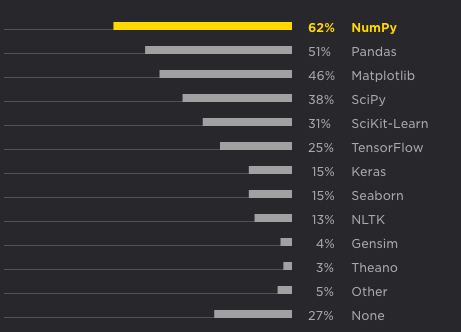 62% NumPy
51% Pandas
46% Matplotlib
38% SciPy
31% SciKit-Learn
25% TensorFlow
15% Keras
15% Seaborn
13% NLTK
4% Gensim
3% Theano
5% Other
27% None